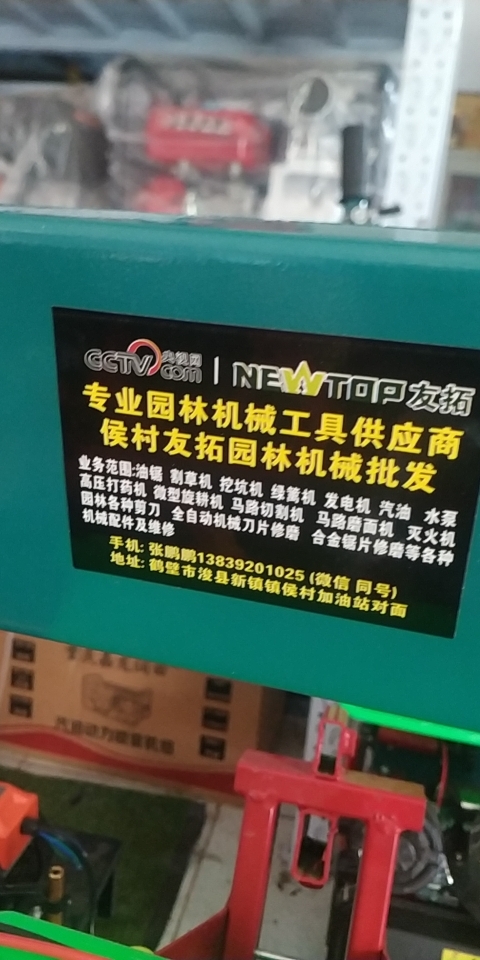 CCTV 央视网 com | NEWTOP 友拓
专业园林机械工具供应商
侯村友拓园林机械批发
业务范围:油锯 割草机 挖坑机 绿篱机 发电机 汽油 水泵
高压打药机 微型旋耕机 马路切割机 马路磨面机 灭火机
园林各种剪刀 全自动机械刀片修磨 合金锯片修磨等各种
机械配件及维修
手机: 张鹏鹏13839201025 (微信 同号)
地址: 鹤壁市浚县新镇镇侯村加油站对面